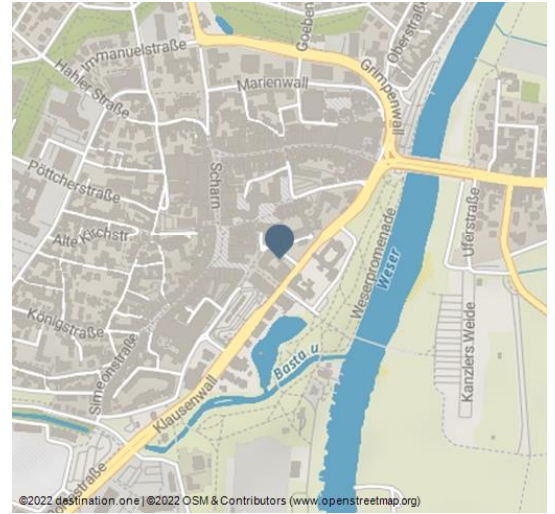 Immanuelstraße
Goeben
Oberstraße
Hahler Straße
Marienwall
Grimpenwall
Pöttcherstraße
Scharn
Alte Kirchstr.
Uferstraße
Weserpromenade
Weser
Königstraße
Simeonstraße
Kanzlers Weide
Bastau
Klausenwall
©2022 destination.one | ©2022 OSM & Contributors (www.openstreetmap.org)